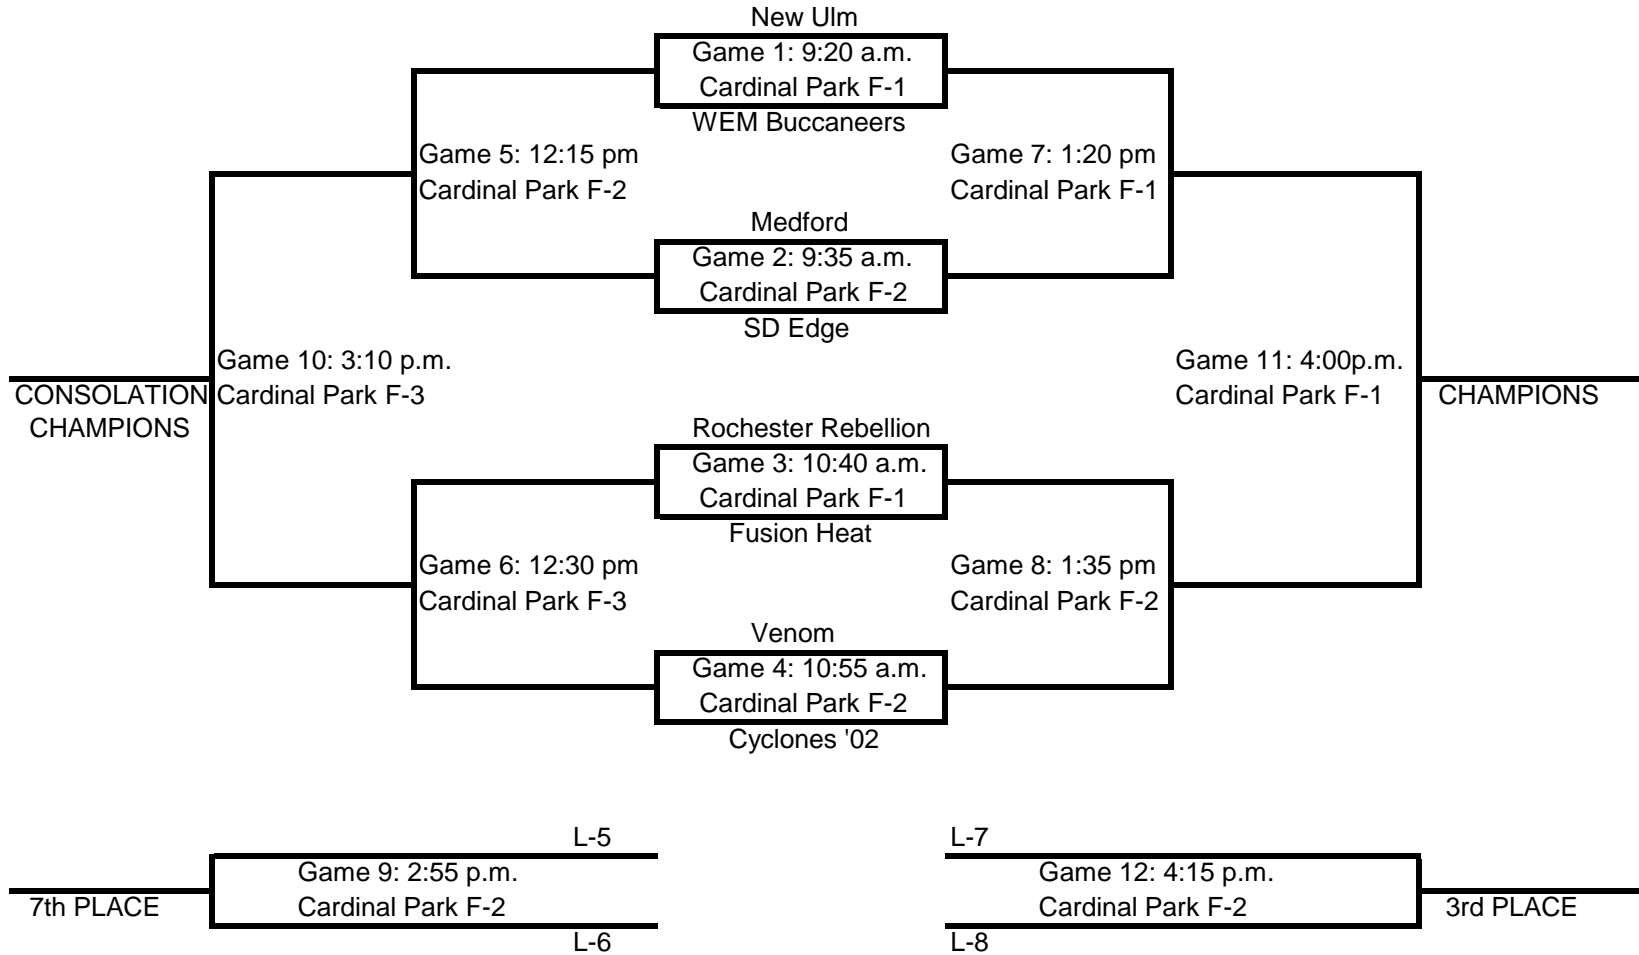 New Ulm
Game 1: 9:20 a.m.
Cardinal Park F-1
WEM Buccaneers
Game 5: 12:15 pm
Cardinal Park F-2
Game 7: 1:20 pm
Cardinal Park F-1
Medford
Game 2: 9:35 a.m.
Cardinal Park F-2
SD Edge
Game 10: 3:10 p.m.
Cardinal Park F-3
CONSOLATION
CHAMPIONS
Game 11: 4:00p.m.
Cardinal Park F-1
CHAMPIONS
Rochester Rebellion
Game 3: 10:40 a.m.
Cardinal Park F-1
Fusion Heat
Game 6: 12:30 pm
Cardinal Park F-3
Game 8: 1:35 pm
Cardinal Park F-2
Venom
Game 4: 10:55 a.m.
Cardinal Park F-2
Cyclones '02
L-5
Game 9: 2:55 p.m.
Cardinal Park F-2
7th PLACE
L-6
L-7
Game 12: 4:15 p.m.
Cardinal Park F-2
3rd PLACE
L-8